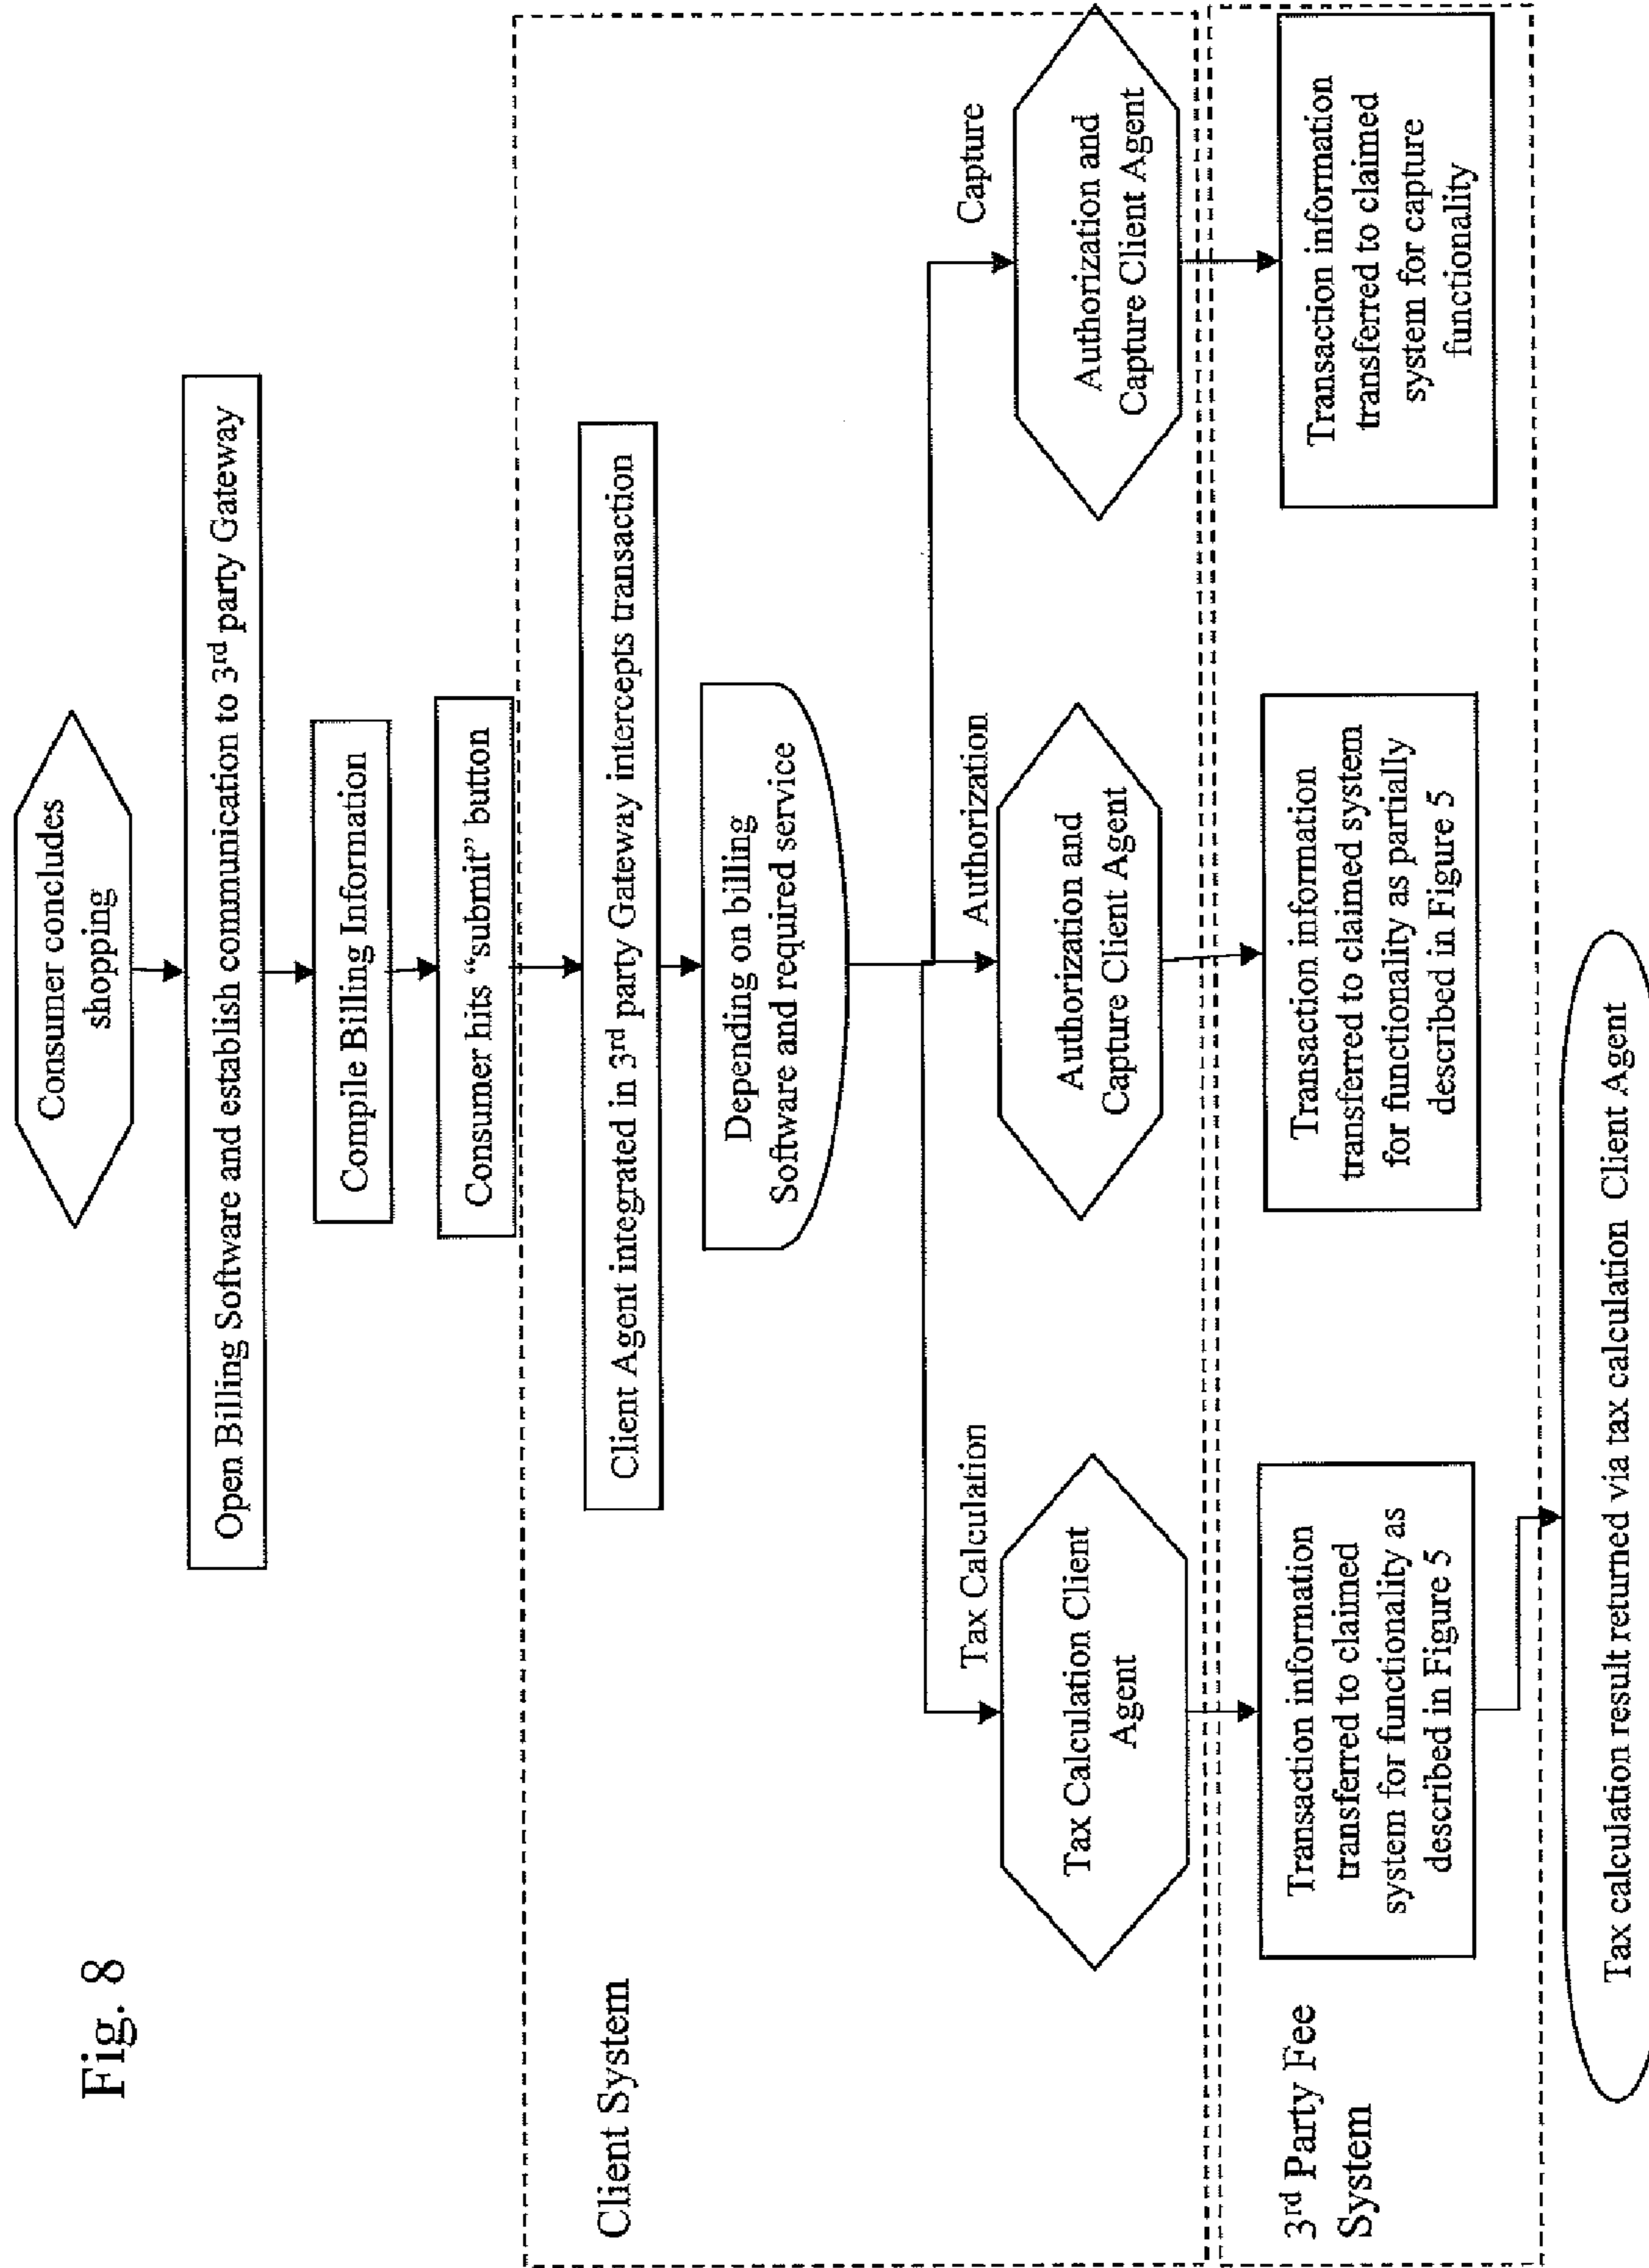 Fig. 8
Consumer concludes
shopping
Open Billing Software and establish communication to 3rd party Gateway
Compile Billing Information
Consumer hits “submit” button
Client System
Client Agent integrated in 3rd party Gateway intercepts transaction
Depending on billing
Software and required service
Tax Calculation
Authorization
Capture
Tax Calculation Client
Agent
Authorization and
Capture Client Agent
Authorization and
Capture Client Agent
3rd Party Fee
System
Transaction information
transferred to claimed
system for functionality as
described in Figure 5
Transaction information
transferred to claimed system
for functionality as partially
described in Figure 5
Transaction information
transferred to claimed
system for capture
functionality
Tax calculation result returned via tax calculation Client Agent